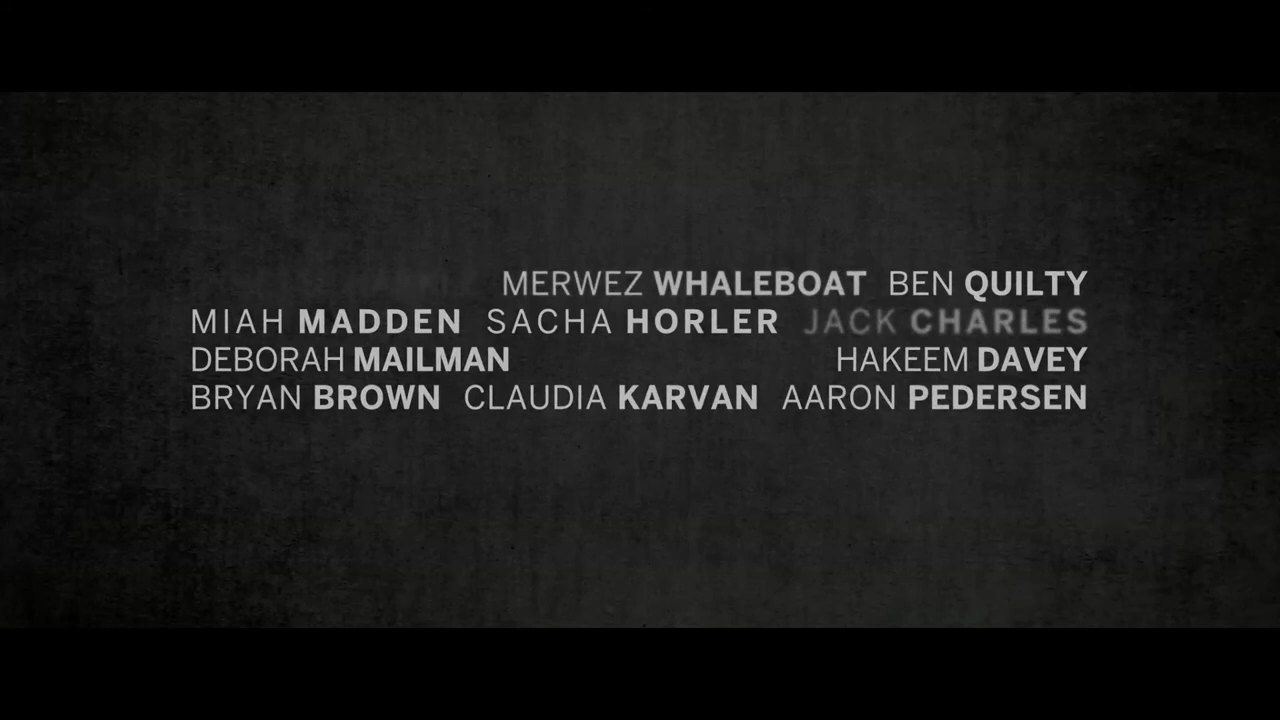 MERWEZ WHALEBOAT BEN QUILTY
MIAH MADDEN SACHA HORLER JACK CHARLES
DEBORAH MAILMAN HAKEEM DAVEY
BRYAN BROWN CLAUDIA KARVAN AARON PEDERSEN